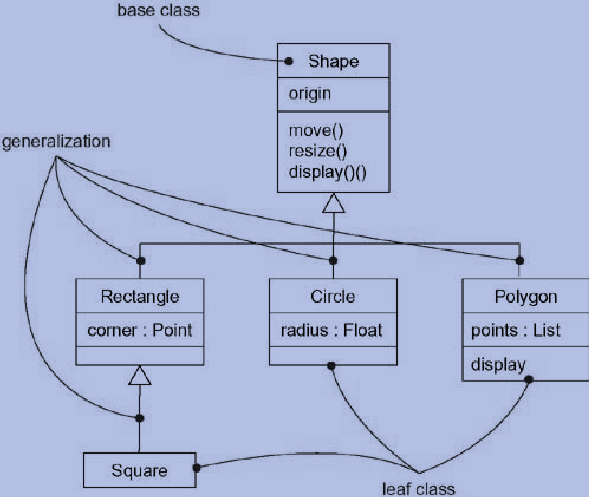 base class
Shape
origin
move()
resize()
display()()
generalization
Rectangle
corner : Point
Circle
radius : Float
Polygon
points : List
display
Square
leaf class